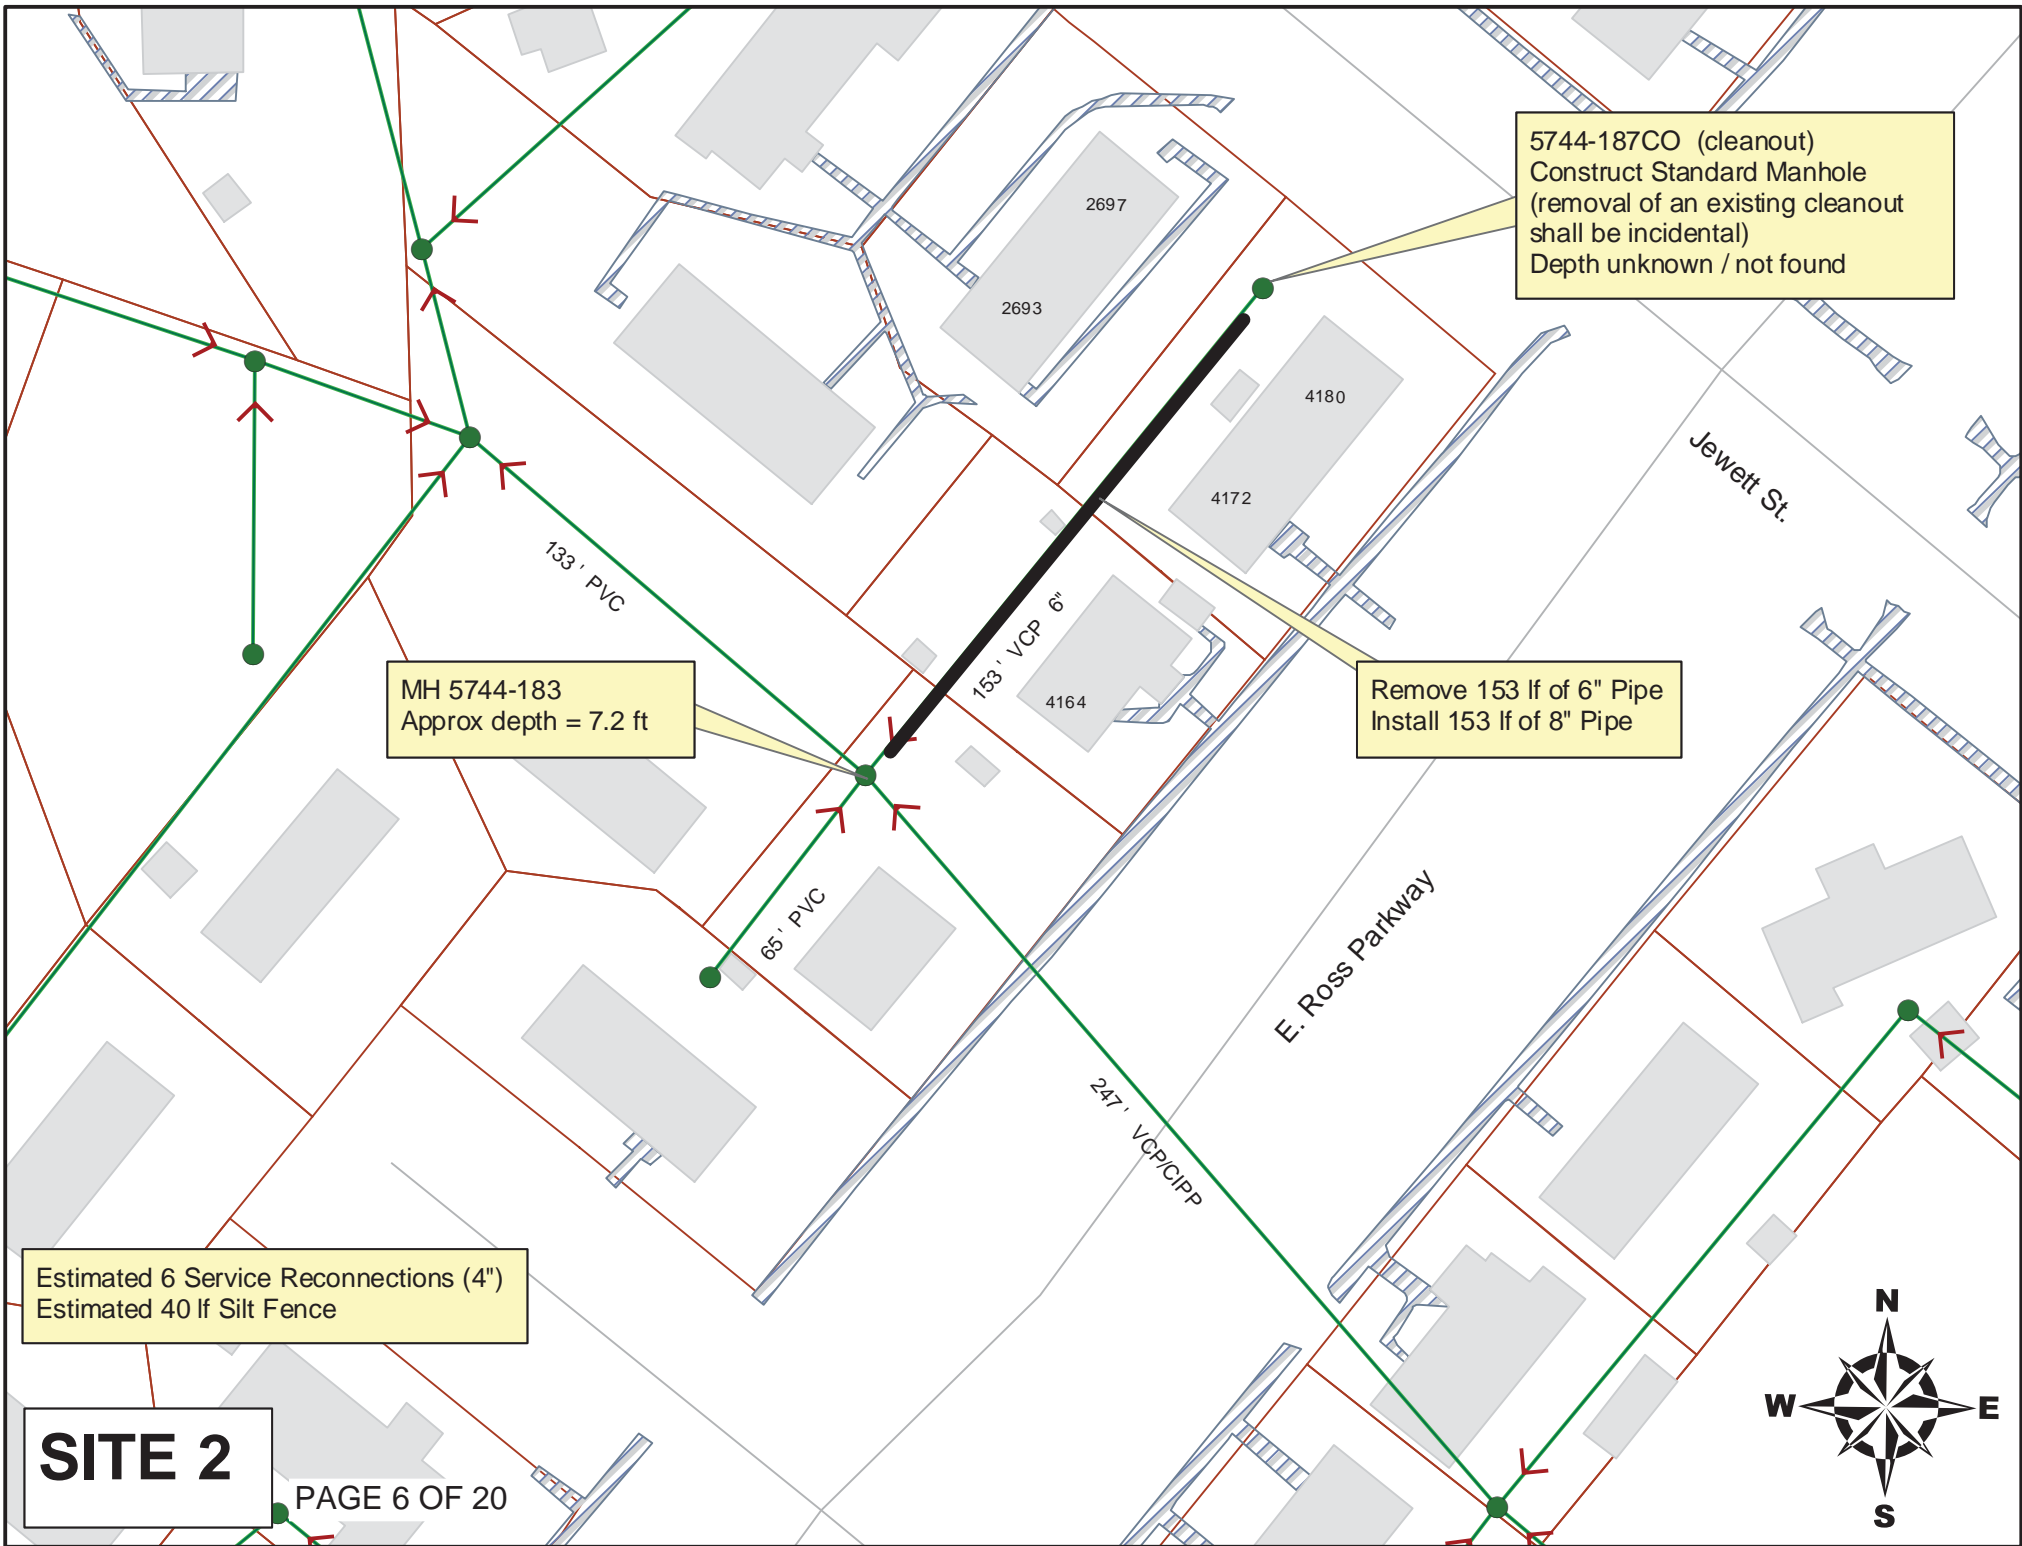 5744-187CO (cleanout)
Construct Standard Manhole
(removal of an existing cleanout
shall be incidental)
Depth unknown / not found
2697
2693
4180
4172
Jewett St.
133' PVC
153' VCP 6"
MH 5744-183
Approx depth = 7.2 ft
4164
Remove 153 lf of 6" Pipe
Install 153 lf of 8" Pipe
65' PVC
E. Ross Parkway
247' VCP/CIPP
Estimated 6 Service Reconnections (4")
Estimated 40 lf Silt Fence
N
W
E
S
SITE 2
PAGE 6 OF 20